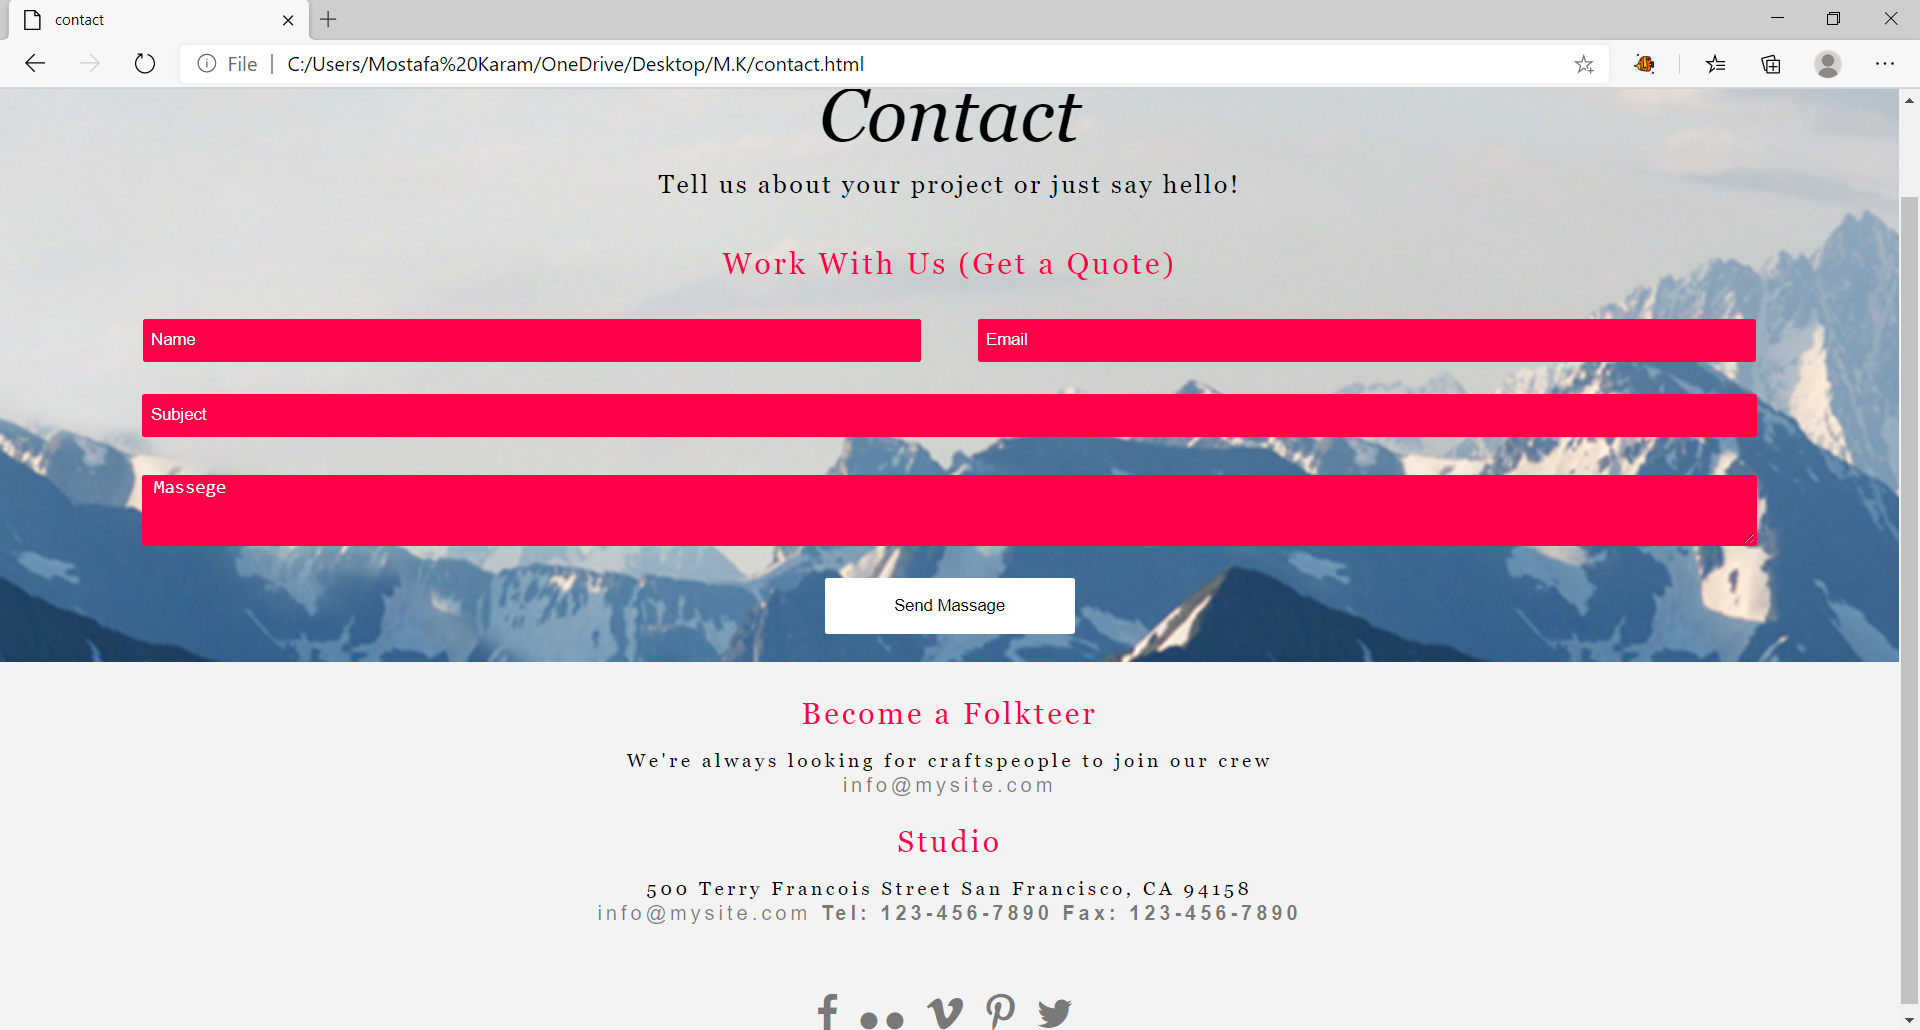 contact
File | C:/Users/Mostafa%20Karam/OneDrive/Desktop/M.K/contact.html
Contact
Tell us about your project or just say hello!
Work With Us (Get a Quote)
Name
Email
Subject
Massege
Send Massage
Become a Folkteer
We're always looking for craftspeople to join our crew
info@mysite.com
Studio
500 Terry Francois Street San Francisco, CA 94158
info@mysite.com Tel: 123-456-7890 Fax: 123-456-7890